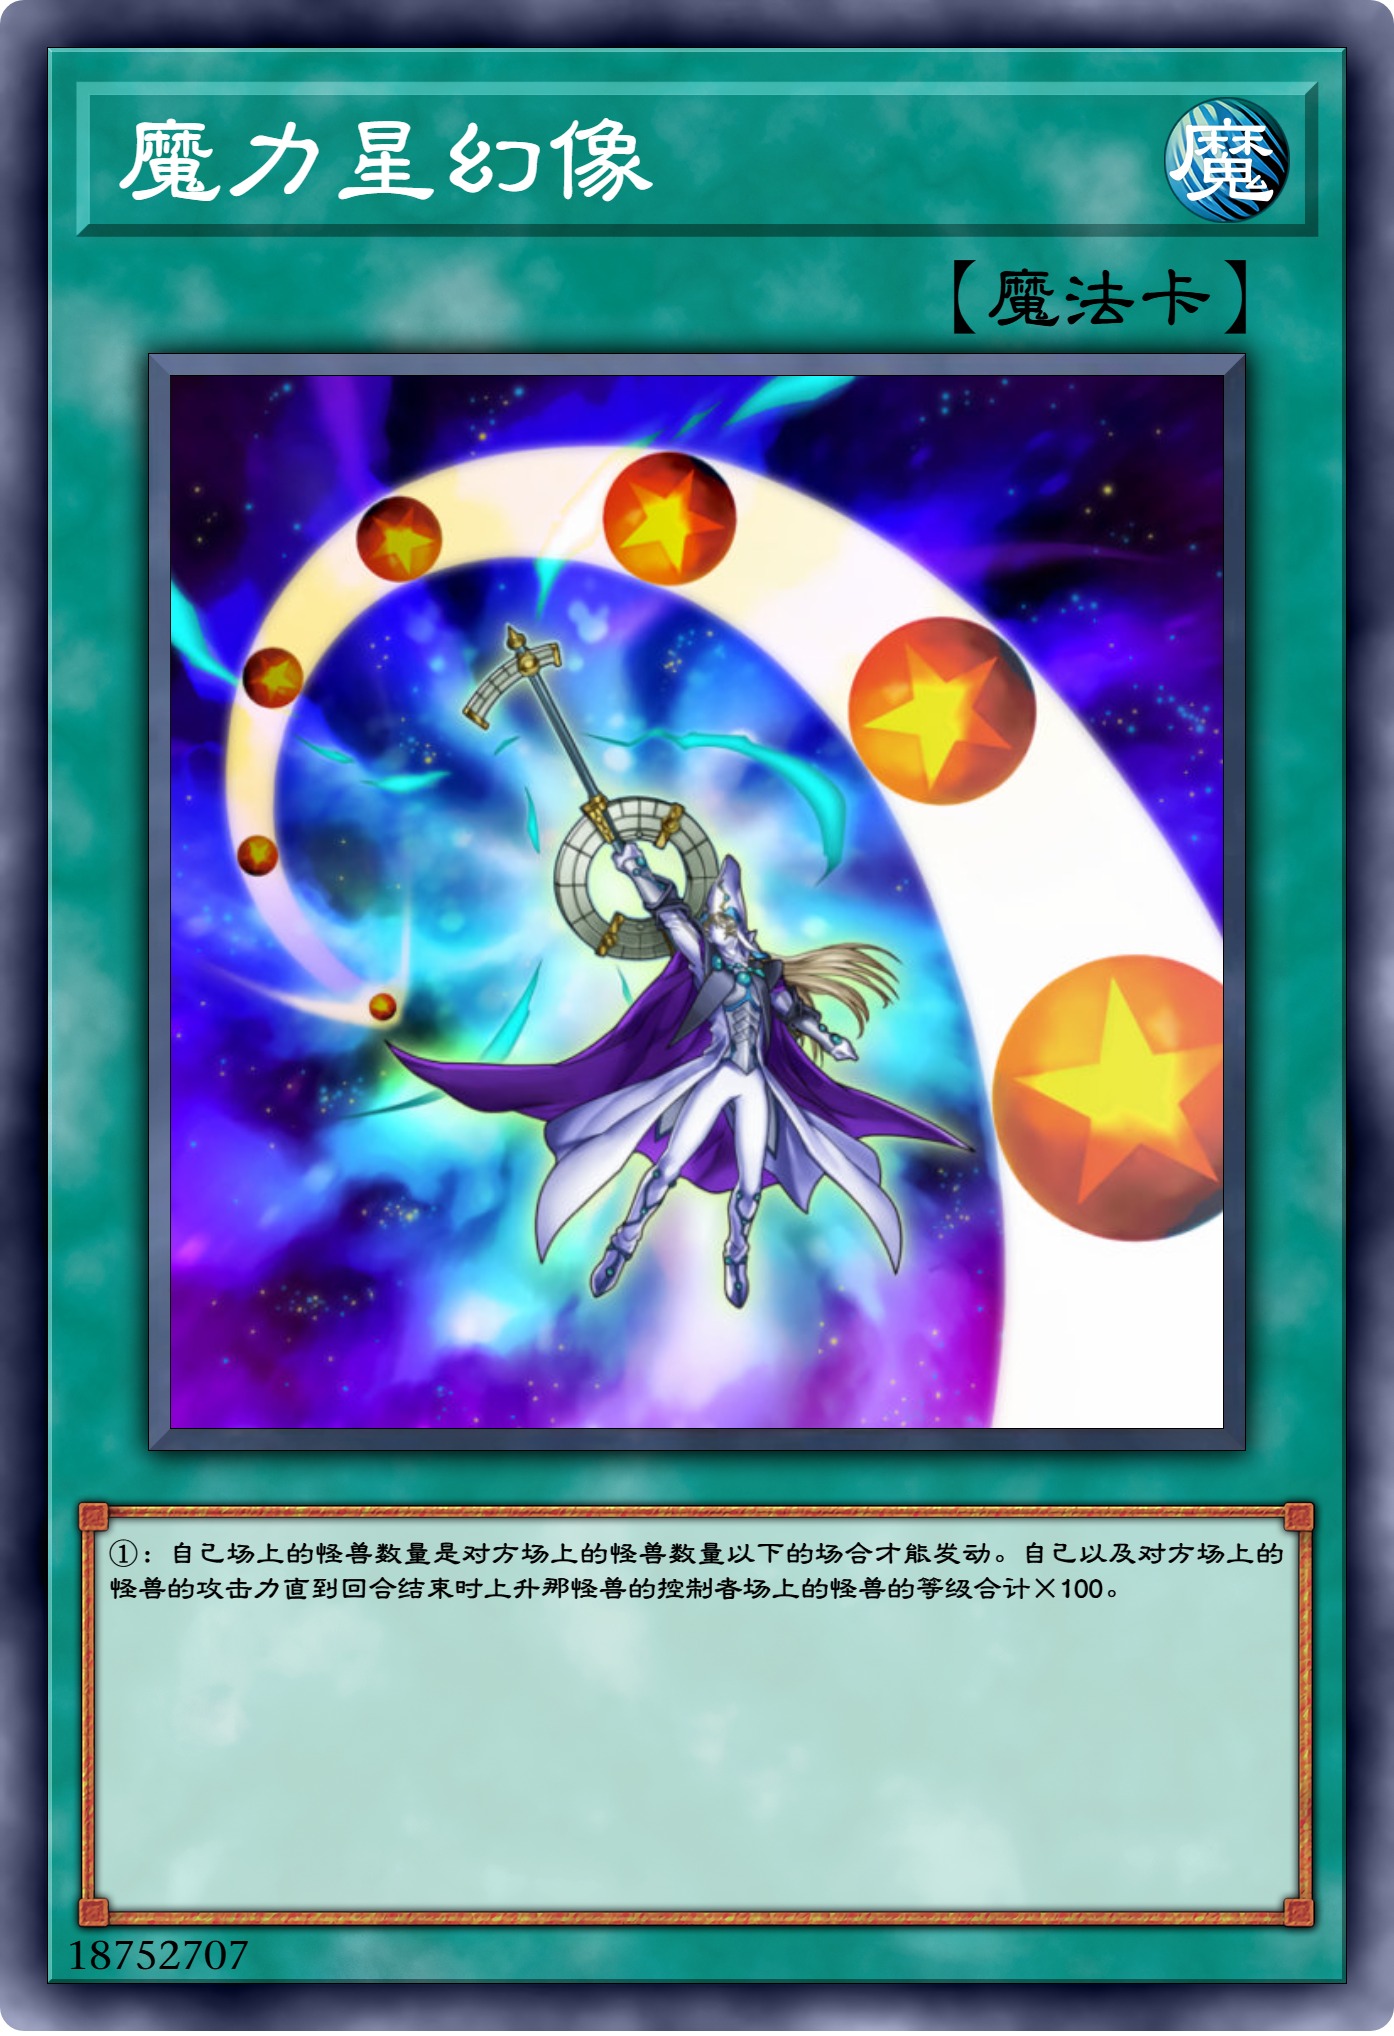 魔力星幻像
魔
【魔法卡】
①：自己场上的怪兽数量是对方场上的怪兽数量以下的场合才能发动。自己以及对方场上的
怪兽的攻击力直到回合结束时上升那怪兽的控制者场上的怪兽的等级合计×100。
18752707